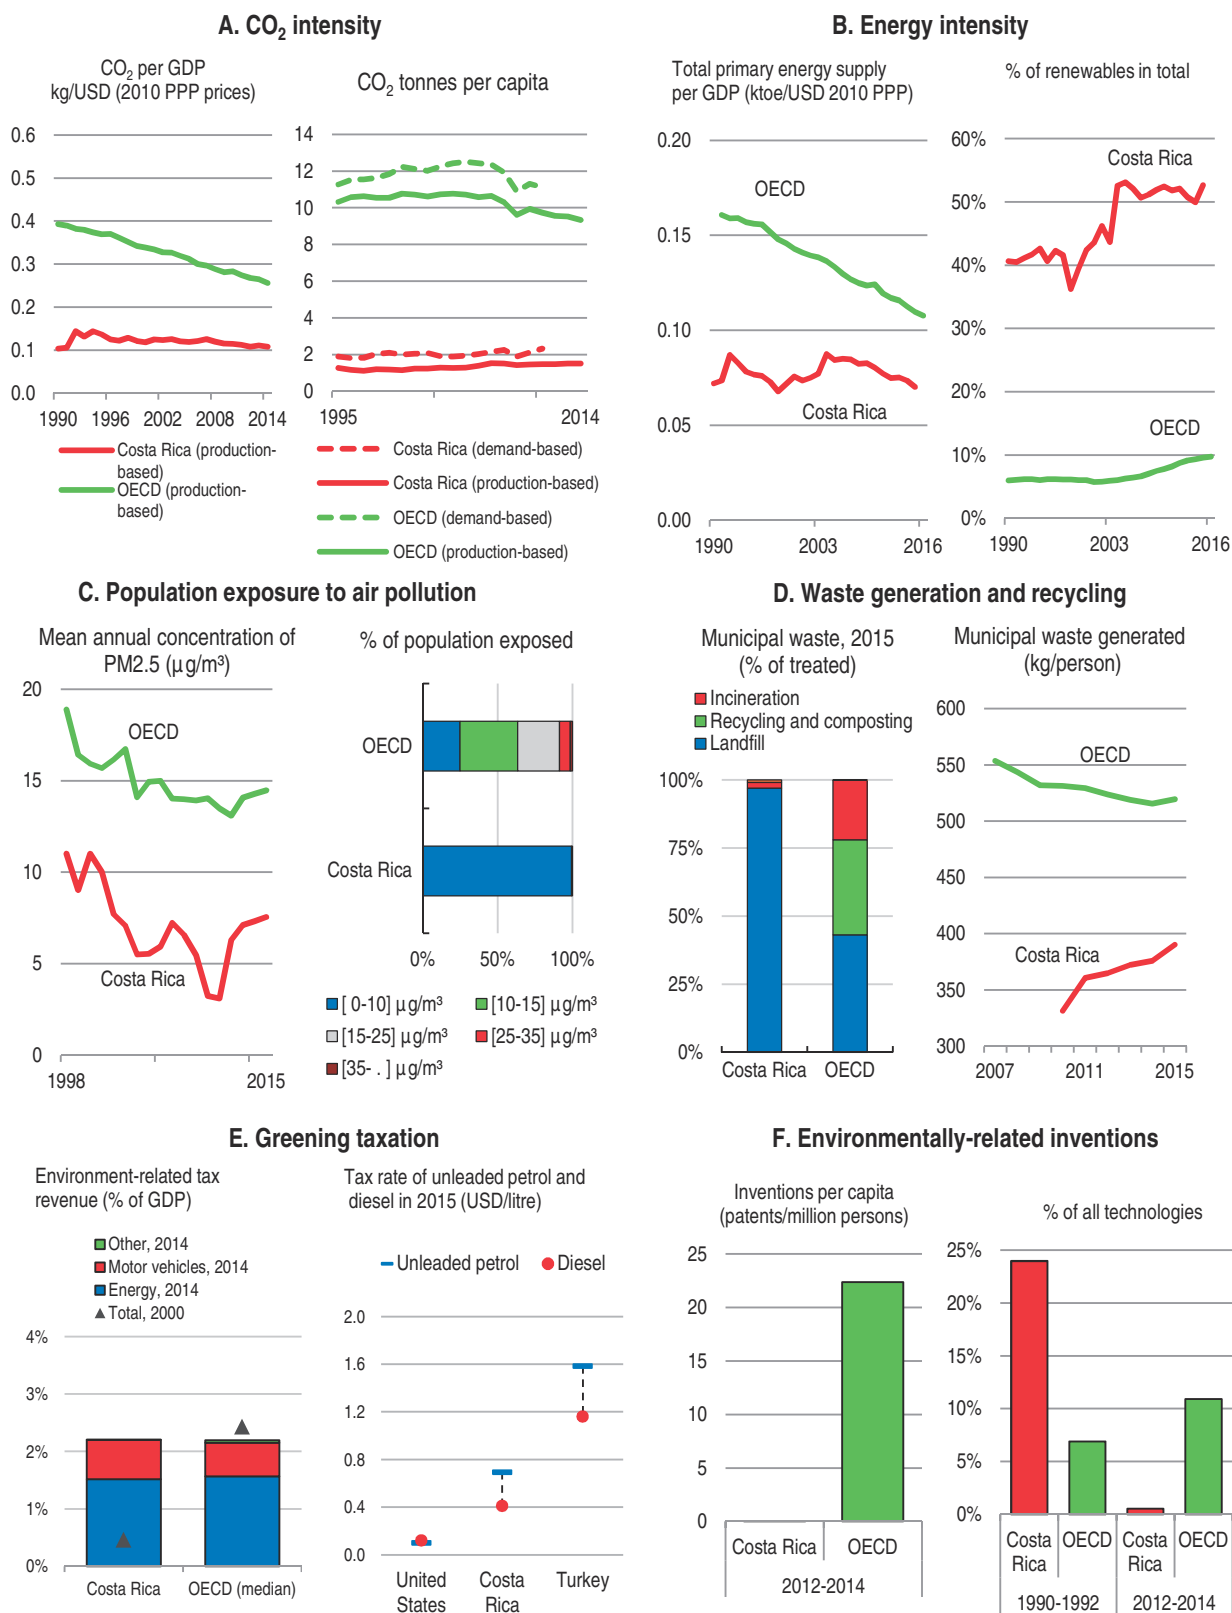 A. CO₂ intensity
CO₂ per GDP
kg/USD (2010 PPP prices)
0.6
0.5
0.4
0.3
0.2
0.1
0.0
1990 1996 2002 2008 2014
Costa Rica (production-
based)
OECD (production-
based)
CO₂ tonnes per capita
14
12
10
8
6
4
2
0
1995 2014
Costa Rica (demand-based)
Costa Rica (production-based)
OECD (demand-based)
OECD (production-based)
B. Energy intensity
Total primary energy supply
per GDP (ktoe/USD 2010 PPP)
0.20
0.15
0.10
0.05
0.00
OECD
Costa Rica
1990 2003 2016
% of renewables in total
60%
50%
40%
30%
20%
10%
0%
Costa Rica
OECD
1990 2003 2016
C. Population exposure to air pollution
Mean annual concentration of
PM2.5 (µg/m³)
20
15
10
5
0
OECD
Costa Rica
1998 2015
% of population exposed
OECD
Costa Rica
0% 50% 100%
[ 0-10] µg/m³ [10-15] µg/m³
[15-25] µg/m³ [25-35] µg/m³
[35- . ] µg/m³
D. Waste generation and recycling
Municipal waste, 2015
(% of treated)
Incineration
Recycling and composting
Landfill
100%
75%
50%
25%
0%
Costa Rica OECD
Municipal waste generated
(kg/person)
600
550
500
450
400
350
300
OECD
Costa Rica
2007 2011 2015
E. Greening taxation
Environment-related tax
revenue (% of GDP)
Other, 2014
Motor vehicles, 2014
Energy, 2014
Total, 2000
4%
3%
2%
1%
0%
Costa Rica OECD (median)
Tax rate of unleaded petrol and
diesel in 2015 (USD/litre)
Unleaded petrol Diesel
2.0
1.6
1.2
0.8
0.4
0.0
United
States
Costa
Rica
Turkey
F. Environmentally-related inventions
Inventions per capita
(patents/million persons)
25
20
15
10
5
0
Costa Rica OECD
2012-2014
% of all technologies
25%
20%
15%
10%
5%
0%
Costa
Rica
OECD
Costa
Rica
OECD
1990-1992 2012-2014